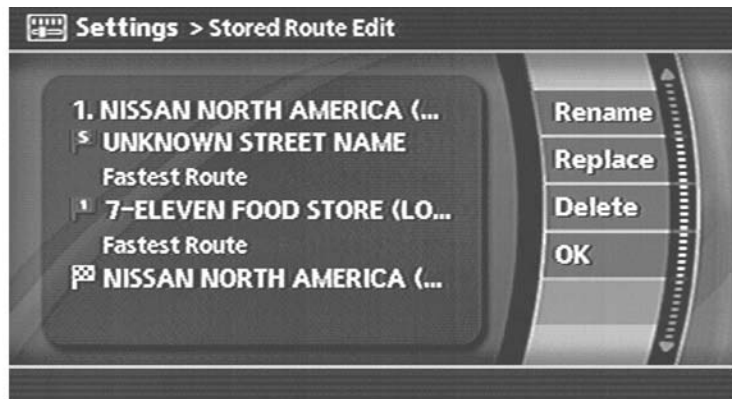 Settings > Stored Route Edit
1. NISSAN NORTH AMERICA (...
S UNKNOWN STREET NAME
Fastest Route
1 7-ELEVEN FOOD STORE (LO...
Fastest Route
NISSAN NORTH AMERICA (...
Rename
Replace
Delete
OK